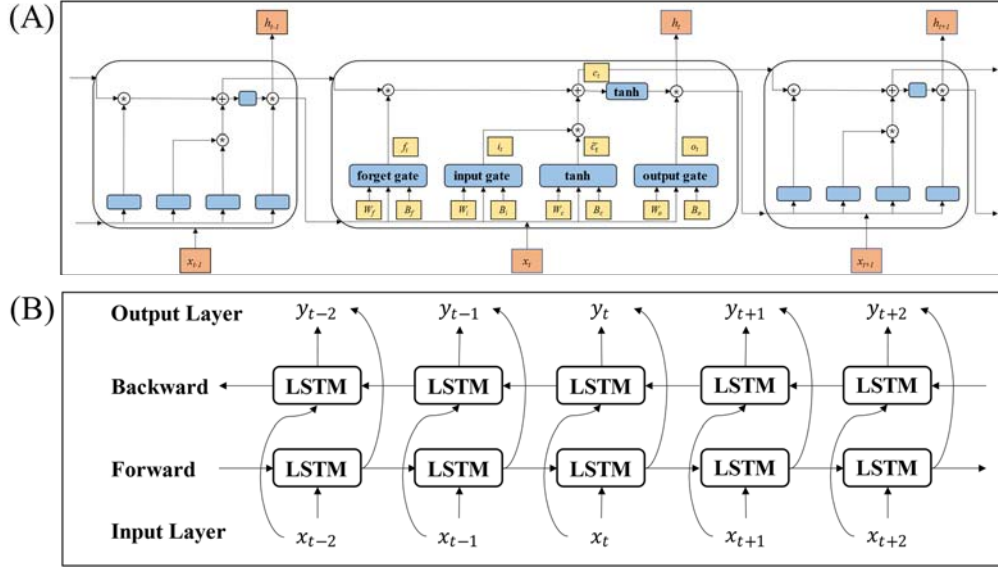 (A)
h_{t-1} h_t h_{t+1}
c_t
tanh
f_t i_t c̃_t o_t
forget gate input gate tanh output gate
W_f B_f W_i B_i W_c B_c W_o B_o
x_{t-1} x_t x_{t+1}
(B)
Output Layer y_{t-2} y_{t-1} y_t y_{t+1} y_{t+2}
Backward LSTM LSTM LSTM LSTM LSTM
Forward LSTM LSTM LSTM LSTM LSTM
Input Layer x_{t-2} x_{t-1} x_t x_{t+1} x_{t+2}